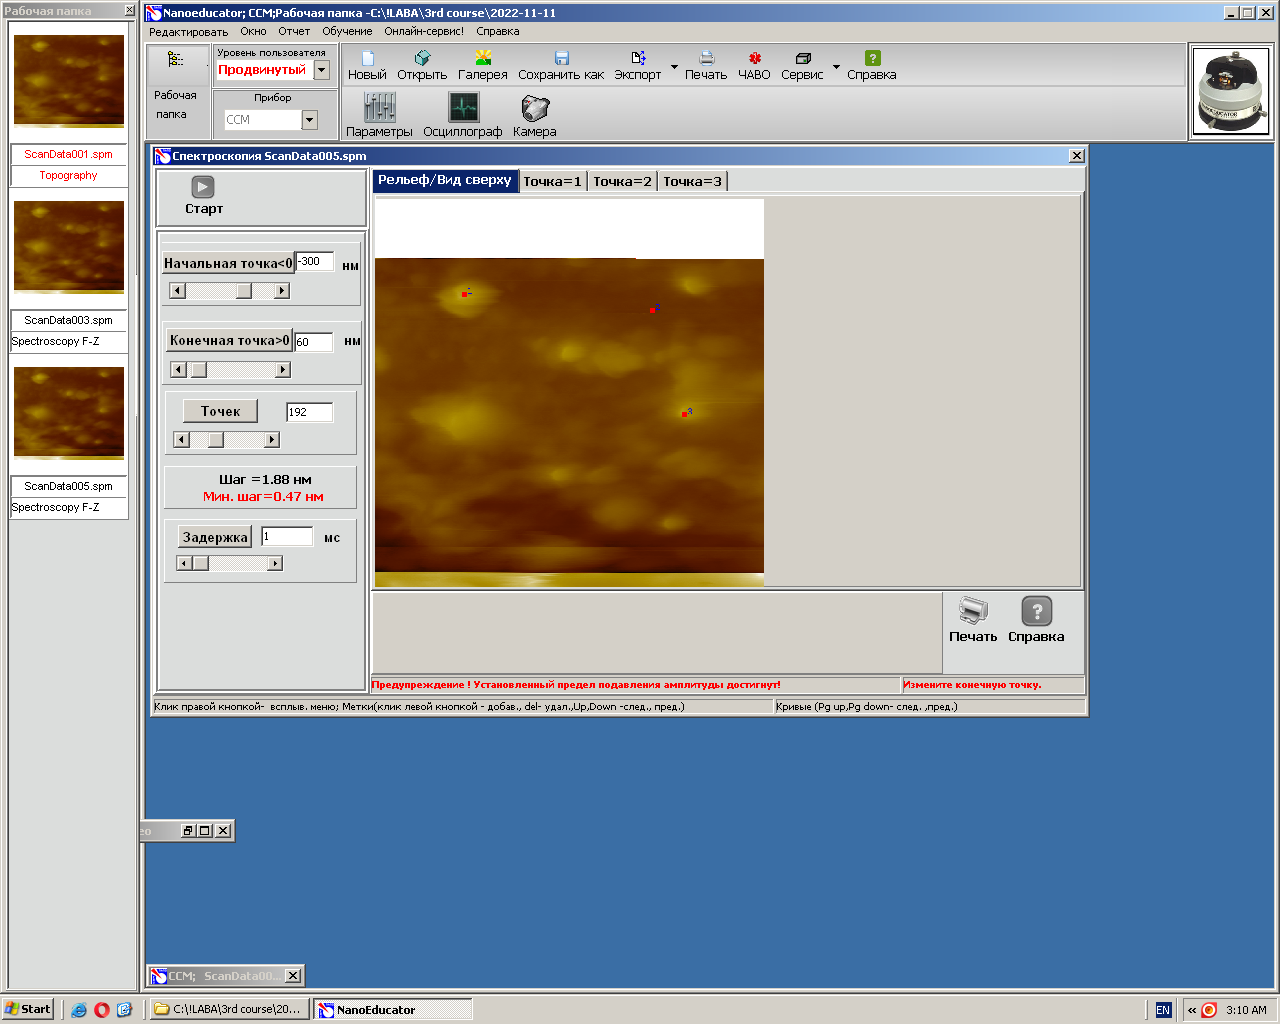 Рабочая папка
ScanData001.spm
Topography
ScanData003.spm
Spectroscopy F-Z
ScanData005.spm
Spectroscopy F-Z
Nanoeducator; CCM;Рабочая папка -C:\!LABA\3rd course\2022-11-11
Редактировать Окно Отчет Обучение Онлайн-сервис! Справка
Рабочая папка
Уровень пользователя
Продвинутый
Прибор
ССМ
Новый Открыть Галерея Сохранить как Экспорт Печать ЧАВО Сервис Справка
Параметры Осциллограф Камера
Спектроскопия ScanData005.spm
Старт
Рельеф/Вид сверху Точка=1 Точка=2 Точка=3
Начальная точка<0 -300 нм
Конечная точка>0 60 нм
Точек 192
Шаг =1.88 нм
Мин. шаг=0.47 нм
Задержка 1 мс
1
2
3
Печать Справка
Предупреждение ! Установленный предел подавления амплитуды достигнут! Измените конечную точку.
Клик правой кнопкой- всплыв. меню; Метки(клик левой кнопкой - добав., del- удал.,Up,Down -след., пред.) Кривые (Pg up,Pg down- след. ,пред.)
ео
CCM; ScanData00...
Start C:\!LABA\3rd course\20... NanoEducator EN « 3:10 AM